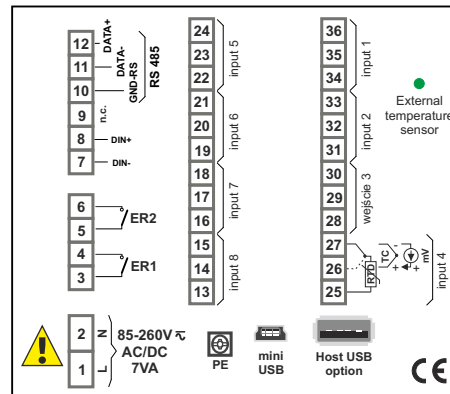 12
11
10
9
8
7
DATA+
DATA-
GND-RS
RS 485
n.c.
DIN+
DIN-
6
5
ER2
4
3
ER1
2
1
N
L
85-260V
AC/DC
7VA
24
23
22
input 5
21
20
19
input 6
18
17
16
input 7
15
14
13
input 8
36
35
34
input 1
33
32
31
input 2
30
29
28
wejście 3
27
26
25
RTD
TC
- 
+
+
mV
input 4
External
temperature
sensor
PE
mini
USB
Host USB
option
CE